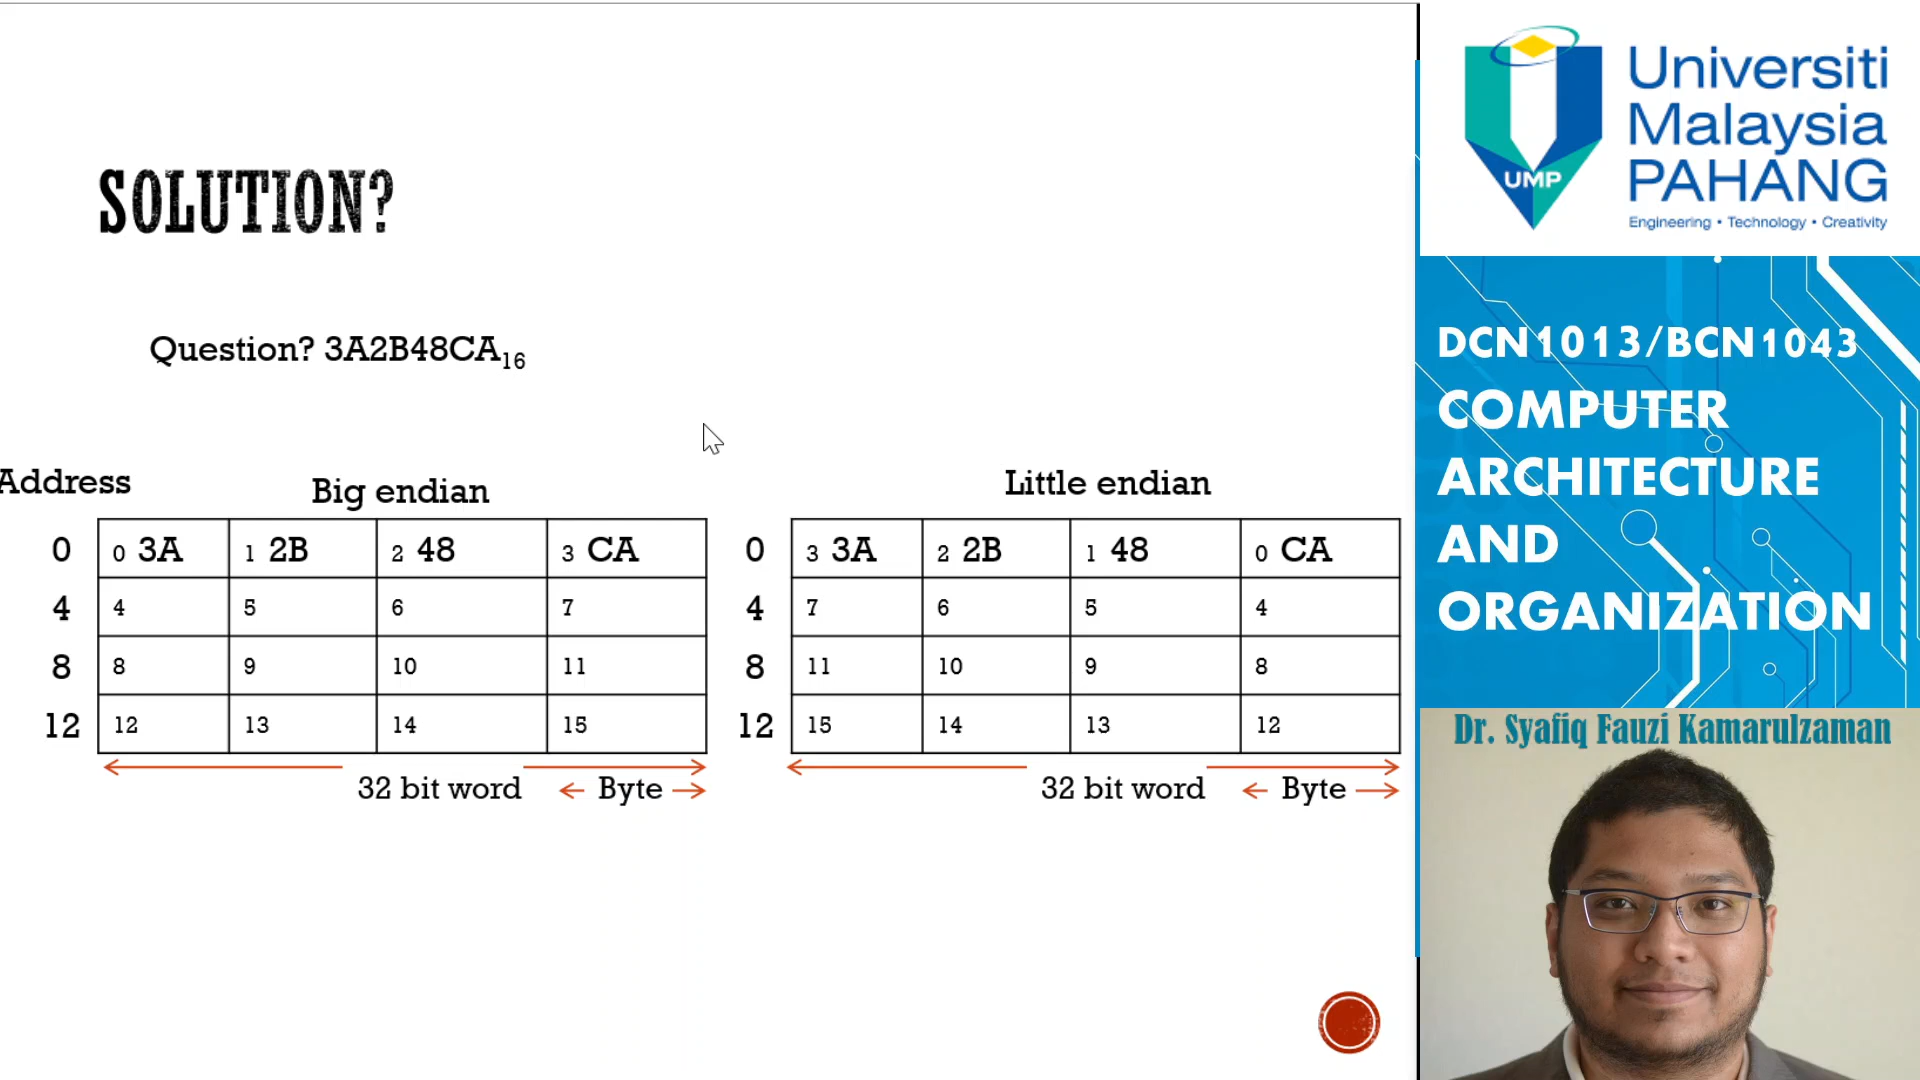 SOLUTION?
Question? 3A2B48CA16
Address
Big endian
0 0 3A 1 2B 2 48 3 CA
4 4 5 6 7
8 8 9 10 11
12 12 13 14 15
32 bit word Byte
Little endian
0 3 3A 2 2B 1 48 0 CA
4 7 6 5 4
8 11 10 9 8
12 15 14 13 12
32 bit word Byte
UMP
Universiti
Malaysia
PAHANG
Engineering • Technology • Creativity
DCN1013/BCN1043
COMPUTER
ARCHITECTURE
AND
ORGANIZATION
Dr. Syafiq Fauzi Kamarulzaman